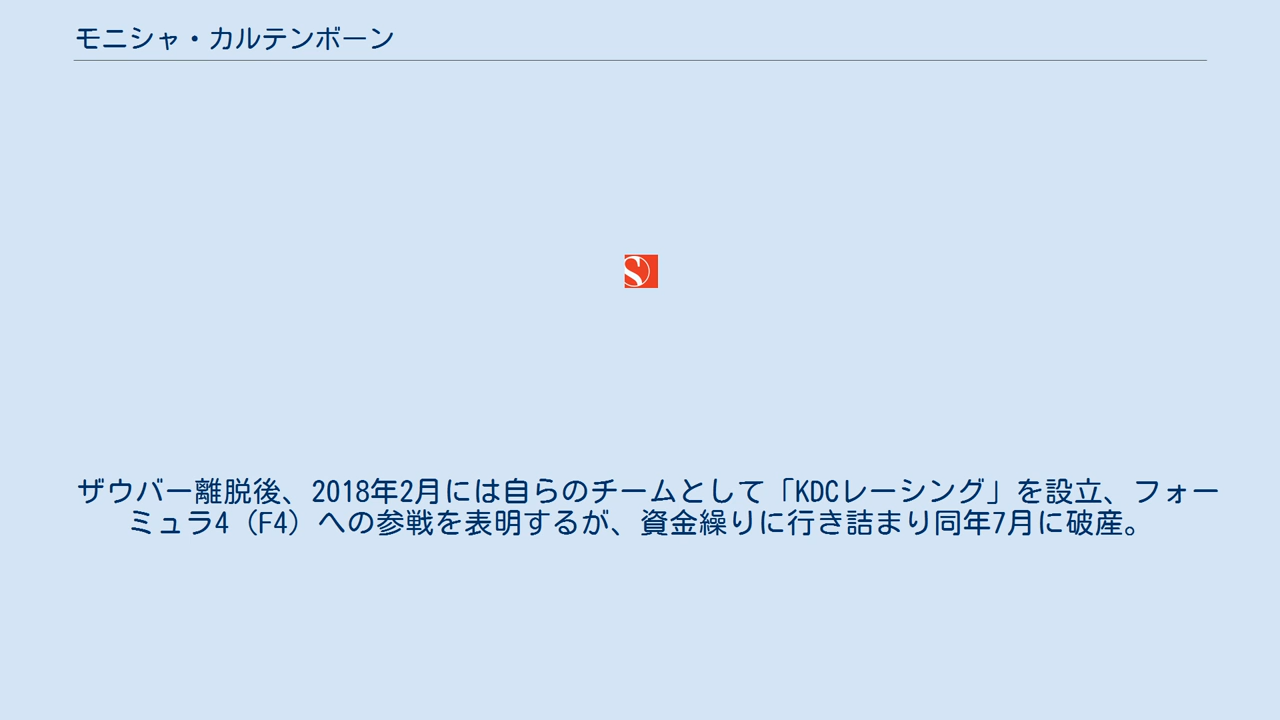 モニシャ・カルテンボーン
S
ザウバー離脱後、2018年2月には自らのチームとして「KDCレーシング」を設立、フォー
ミュラ4（F4）への参戦を表明するが、資金繰りに行き詰まり同年7月に破産。